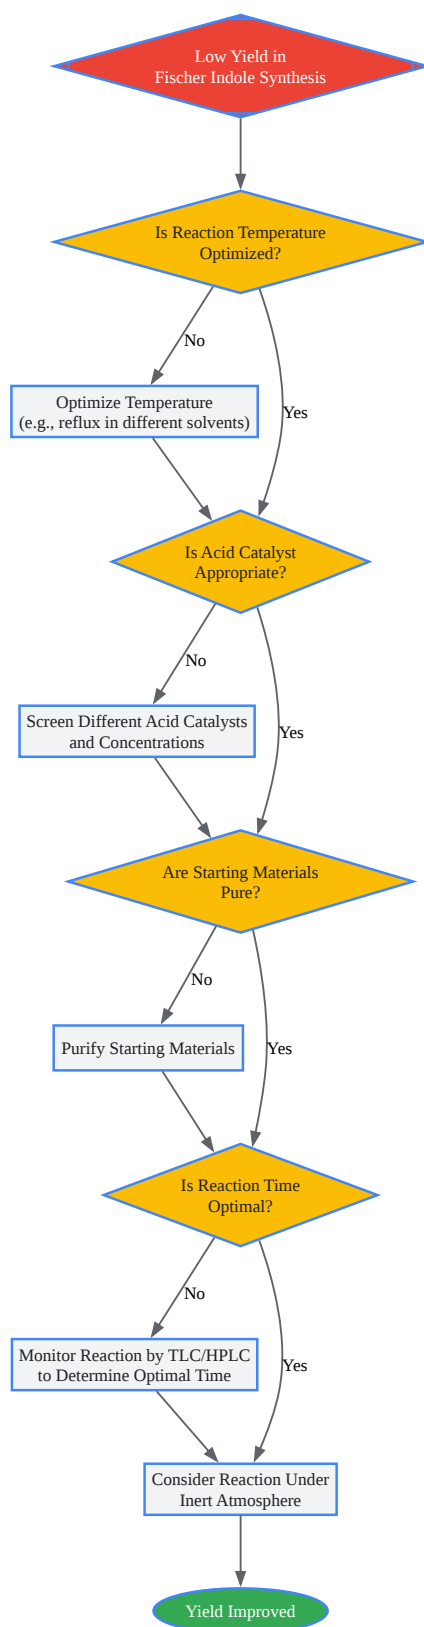 Low Yield in
Fischer Indole Synthesis
Is Reaction Temperature
Optimized?
No
Optimize Temperature
(e.g., reflux in different solvents)
Yes
Is Acid Catalyst
Appropriate?
No
Screen Different Acid Catalysts
and Concentrations
Yes
Are Starting Materials
Pure?
No
Purify Starting Materials
Yes
Is Reaction Time
Optimal?
No
Monitor Reaction by TLC/HPLC
to Determine Optimal Time
Yes
Consider Reaction Under
Inert Atmosphere
Yield Improved